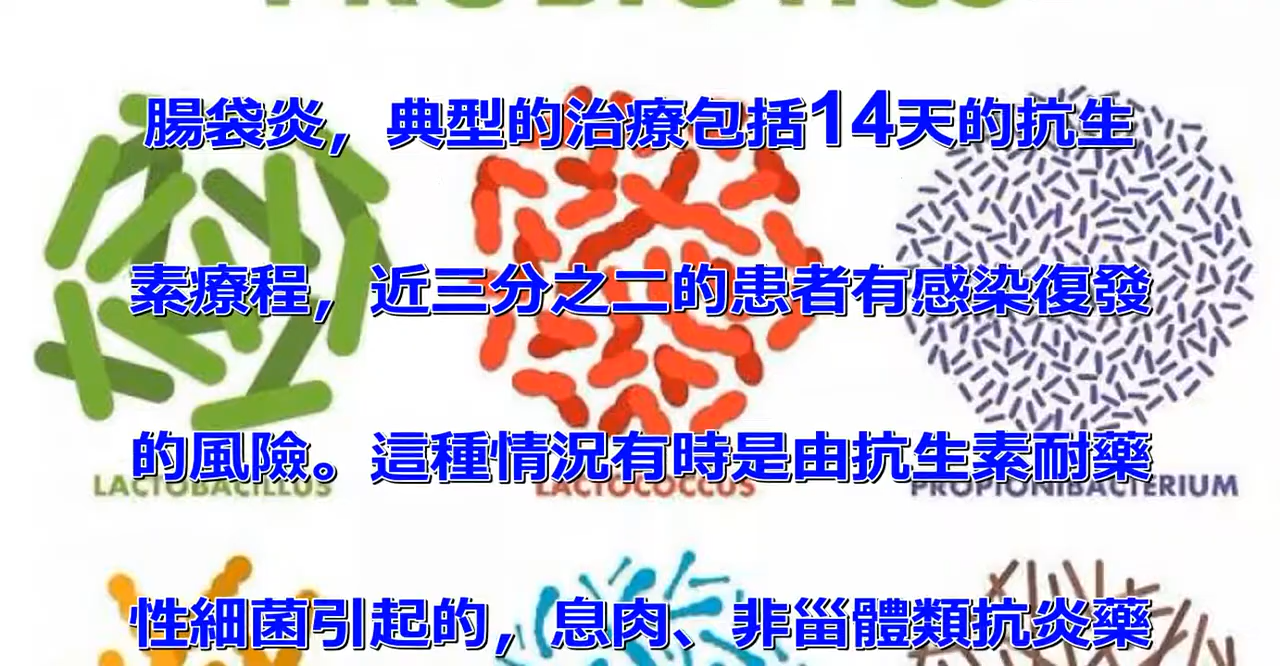 PROBIOTICS
腸袋炎，典型的治療包括14天的抗生
素療程，近三分之二的患者有感染復發
的風險。這種情況有時是由抗生素耐藥
LACTOBACILLUS LACTOCOCCUS PROPIONIBACTERIUM
性細菌引起的，息肉、非甾體類抗炎藥